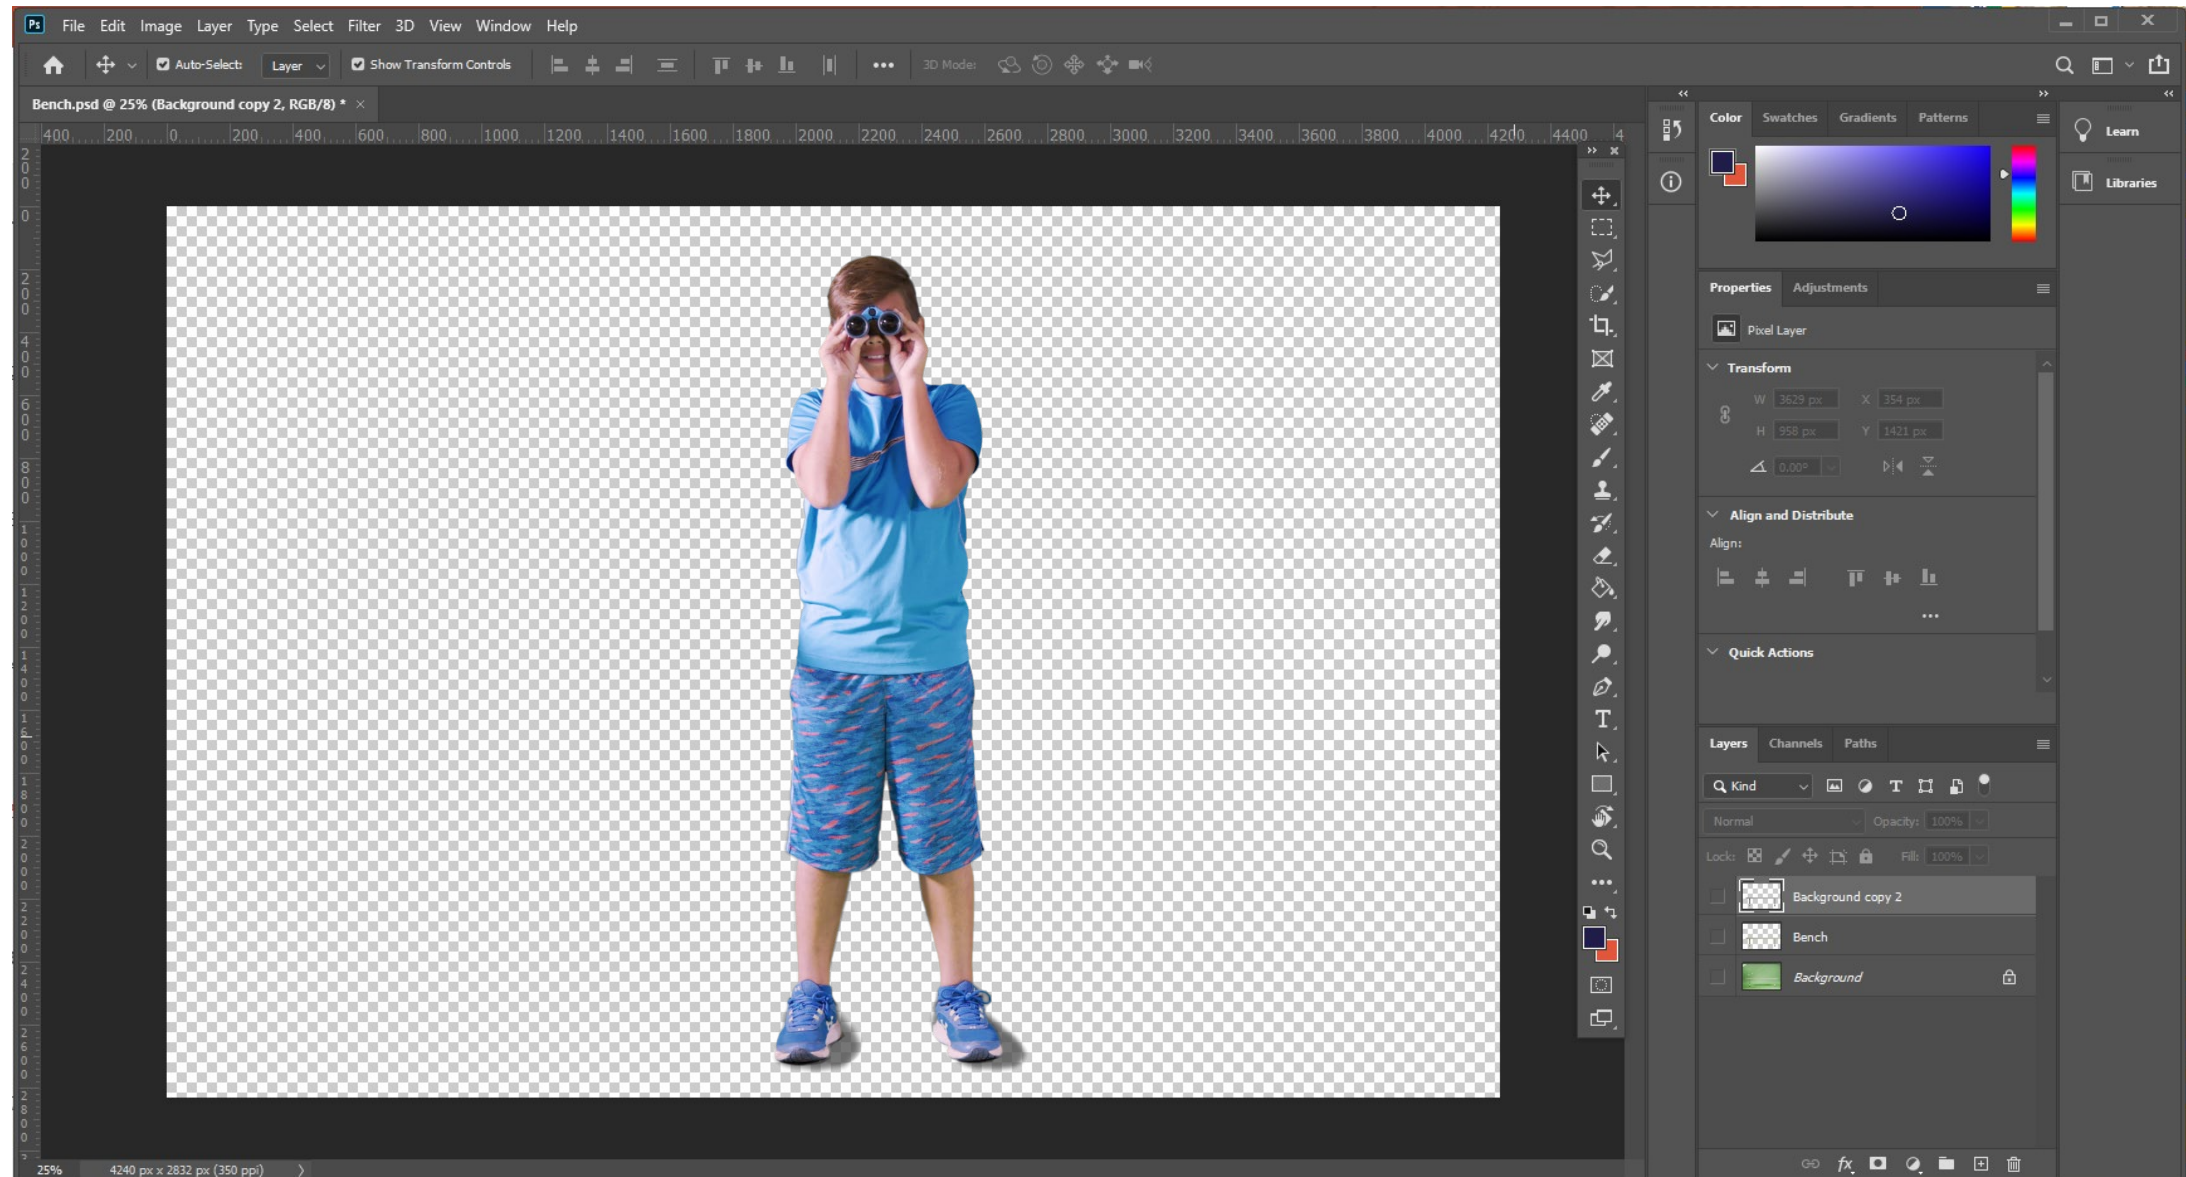 Ps File Edit Image Layer Type Select Filter 3D View Window Help
Auto-Select: Layer Show Transform Controls 3D Mode:
Bench.psd @ 25% (Background copy 2, RGB/8) * ×
400 200 0 200 400 600 800 1000 1200 1400 1600 1800 2000 2200 2400 2600 2800 3000 3200 3400 3600 3800 4000 4200 4400 4
Color Swatches Gradients Patterns
Learn
Libraries
Properties Adjustments
Pixel Layer
Transform
W 3629 px X 354 px
H 958 px Y 1421 px
0.00°
Align and Distribute
Align:
Quick Actions
Layers Channels Paths
Kind
Normal Opacity: 100%
Lock: Fill: 100%
Background copy 2
Bench
Background
25% 4240 px x 2832 px (350 ppi)